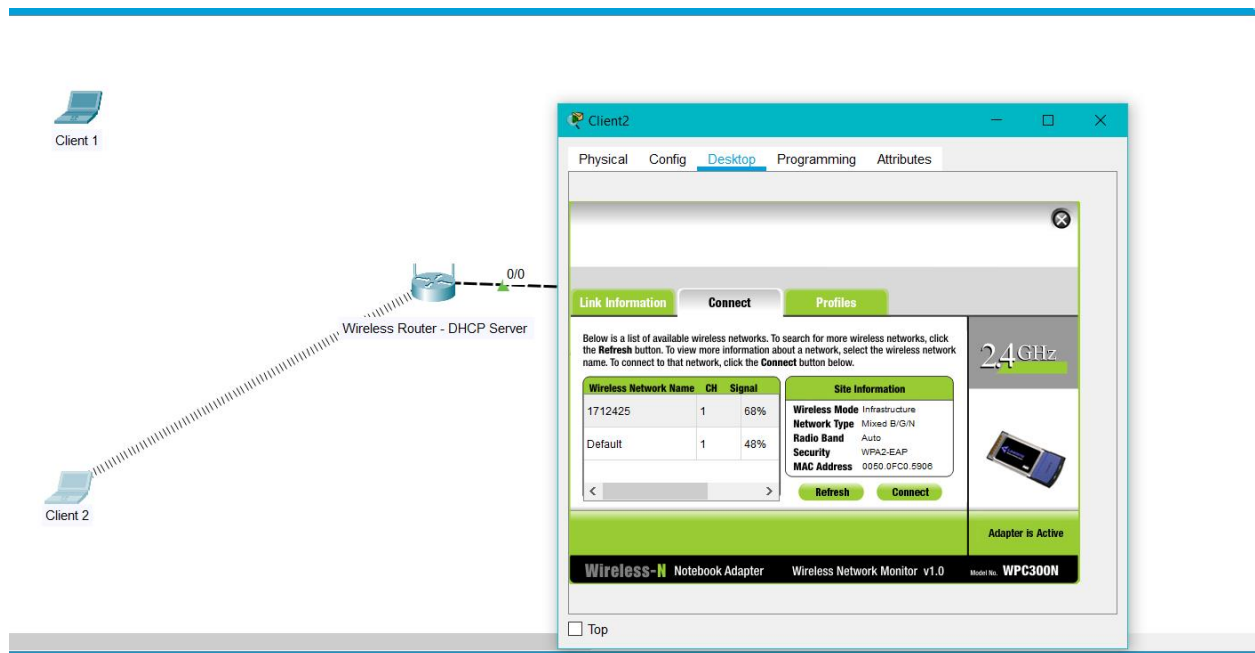 Client 1
0/0
Wireless Router - DHCP Server
Client 2
Client2
Physical Config Desktop Programming Attributes
Link Information Connect Profiles
Below is a list of available wireless networks. To search for more wireless networks, click
the Refresh button. To view more information about a network, select the wireless network
name. To connect to that network, click the Connect button below.
2.4GHz
Wireless Network Name CH Signal
1712425 1 68%
Default 1 48%
Site Information
Wireless Mode Infrastructure
Network Type Mixed B/G/N
Radio Band Auto
Security WPA2-EAP
MAC Address 0050.0FC0.5906
Refresh Connect
Adapter is Active
Wireless-N Notebook Adapter Wireless Network Monitor v1.0 Model No. WPC300N
Top